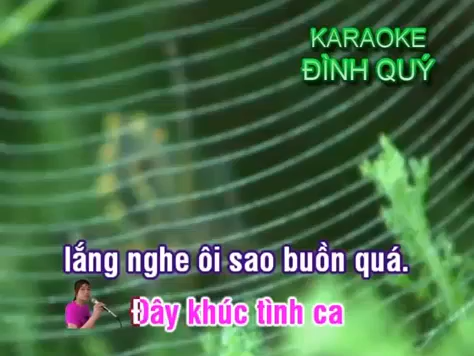 KARAOKE
ĐÌNH QUÝ
lắng nghe ôi sao buồn quá.
Đây khúc tình ca